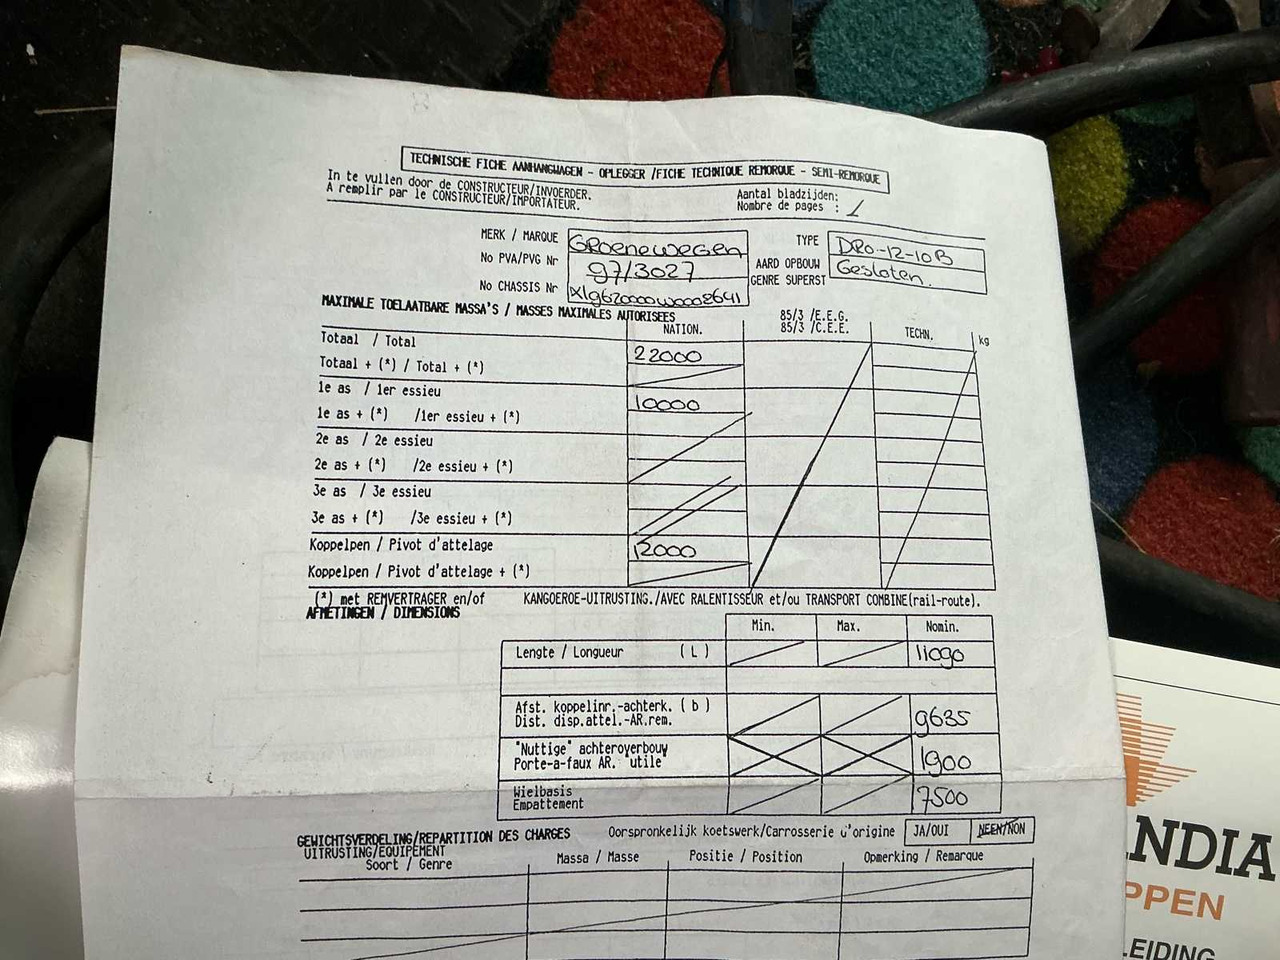 TECHNISCHE FICHE AANHANGWAGEN - OPLEGGER /FICHE TECHNIQUE REMORQUE - SEMI-REMORQUE
In te vullen door de CONSTRUCTEUR/INVOERDER.
A remplir par le CONSTRUCTEUR/IMPORTATEUR.
Aantal bladzijden:
Nombre de pages : 1
MERK / MARQUE Groenewegen TYPE DRO-12-10B
No PVA/PVG Nr 97/3027 AARD OPBOUW Gesloten.
GENRE SUPERST
No CHASSIS Nr
MAXIMALE TOELAATBARE MASSA'S / MASSES MAXIMALES AUTORISEES
NATION. 85/3 /E.E.G. TECHN. kg
85/3 /C.E.E.
Totaal / Total 22000
Totaal + (*) / Total + (*)
1e as / 1er essieu 10000
1e as + (*) /1er essieu + (*)
2e as / 2e essieu
2e as + (*) /2e essieu + (*)
3e as / 3e essieu
3e as + (*) /3e essieu + (*)
Koppelpen / Pivot d'attelage 12000
Koppelpen / Pivot d'attelage + (*)
(*) met REMVERTRAGER en/of KANGOEROE-UITRUSTING./AVEC RALENTISSEUR et/ou TRANSPORT COMBINE(rail-route).
AFMETINGEN / DIMENSIONS
Min. Max. Nomin.
Lengte / Longueur ( L ) 11090
Afst. koppelinr.-achterk. ( b )
Dist. disp.attel.-AR.rem. 9635
"Nuttige" achteroverbouw
Porte-a-faux AR. "utile" 1900
Wielbasis
Empattement 7500
GEWICHTSVERDELING/REPARTITION DES CHARGES Oorspronkelijk koetswerk/Carrosserie d'origine JA/OUI NEEN/NON
UITRUSTING/EQUIPEMENT
Soort / Genre Massa / Masse Positie / Position Opmerking / Remarque
NDIA
PPEN
LEIDING